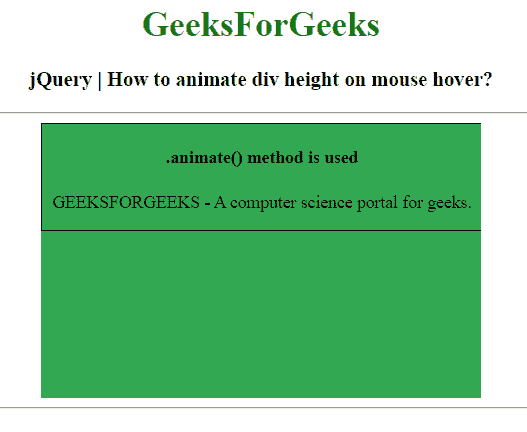 GeeksForGeeks
jQuery | How to animate div height on mouse hover?
.animate() method is used
GEEKSFORGEEKS - A computer science portal for geeks.